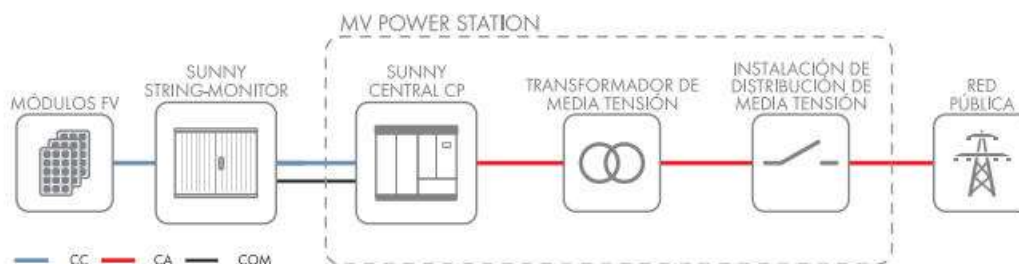 MV POWER STATION
MÓDULOS FV
SUNNY
STRING-MONITOR
SUNNY
CENTRAL CP
TRANSFORMADOR DE
MEDIA TENSIÓN
INSTALACIÓN DE
DISTRIBUCIÓN DE
MEDIA TENSIÓN
RED
PÚBLICA
CC
CA
COM